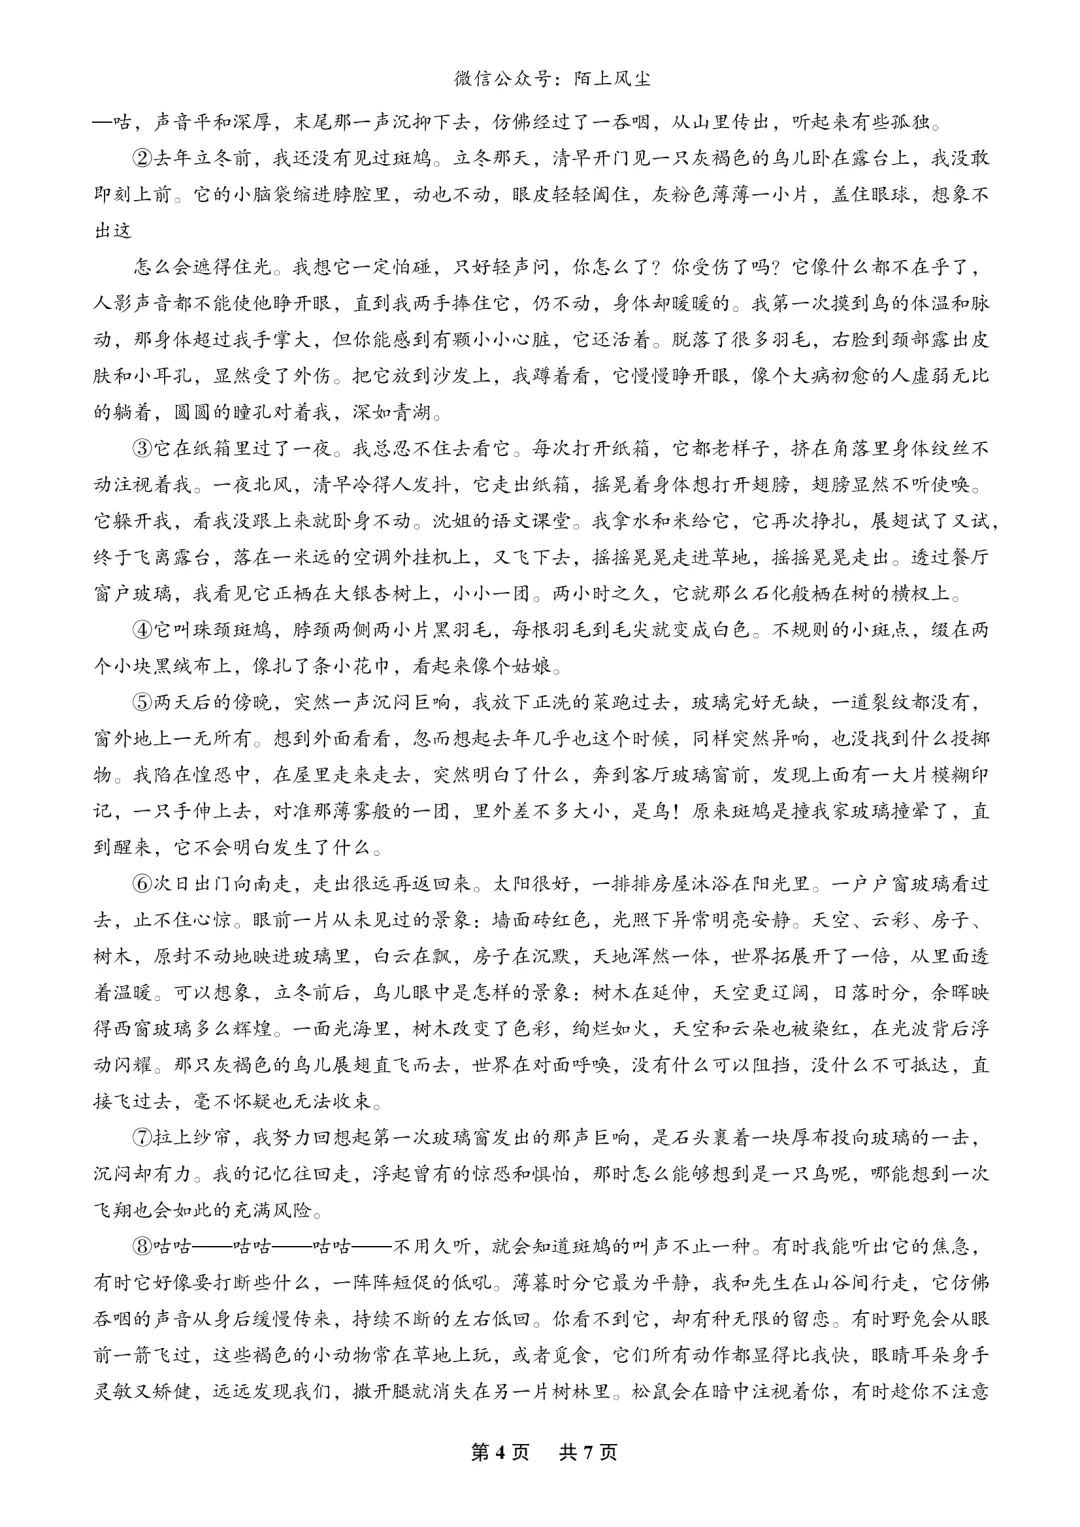 微信公众号：陌上风尘
—咕，声音平和深厚，末尾那一声沉抑下去，仿佛经过了一吞咽，从山里传出，听起来有些孤独。
②去年立冬前，我还没有见过斑鸠。立冬那天，清早开门见一只灰褐色的鸟儿卧在露台上，我没敢
即刻上前。它的小脑袋缩进脖腔里，动也不动，眼皮轻轻阖住，灰粉色薄薄一小片，盖住眼球，想象不
出这
怎么会遮得住光。我想它一定怕碰，只好轻声问，你怎么了？你受伤了吗？它像什么都不在乎了，
人影声音都不能使他睁开眼，直到我两手捧住它，仍不动，身体却暖暖的。我第一次摸到鸟的体温和脉
动，那身体超过我手掌大，但你能感到有颗小小心脏，它还活着。脱落了很多羽毛，右脸到颈部露出皮
肤和小耳孔，显然受了外伤。把它放到沙发上，我蹲着看，它慢慢睁开眼，像个大病初愈的人虚弱无比
的躺着，圆圆的瞳孔对着我，深如青湖。
③它在纸箱里过了一夜。我总忍不住去看它。每次打开纸箱，它都老样子，挤在角落里身体纹丝不
动注视着我。一夜北风，清早冷得人发抖，它走出纸箱，摇晃着身体想打开翅膀，翅膀显然不听使唤。
它躲开我，看我没跟上来就卧身不动。沈姐的语文课堂。我拿水和米给它，它再次挣扎，展翅试了又试，
终于飞离露台，落在一米远的空调外挂机上，又飞下去，摇摇晃晃走进草地，摇摇晃晃走出。透过餐厅
窗户玻璃，我看见它正栖在大银杏树上，小小一团。两小时之久，它就那么石化般栖在树的横杈上。
④它叫珠颈斑鸠，脖颈两侧两小片黑羽毛，每根羽毛到毛尖就变成白色。不规则的小斑点，缀在两
个小块黑绒布上，像扎了条小花巾，看起来像个姑娘。
⑤两天后的傍晚，突然一声沉闷巨响，我放下正洗的菜跑过去，玻璃完好无缺，一道裂纹都没有，
窗外地上一无所有。想到外面看看，忽而想起去年几乎也这个时候，同样突然异响，也没找到什么投掷
物。我陷在惶恐中，在屋里走来走去，突然明白了什么，奔到客厅玻璃窗前，发现上面有一大片模糊印
记，一只手伸上去，对准那薄雾般的一团，里外差不多大小，是鸟！原来斑鸠是撞我家玻璃撞晕了，直
到醒来，它不会明白发生了什么。
⑥次日出门向南走，走出很远再返回来。太阳很好，一排排房屋沐浴在阳光里。一户户窗玻璃看过
去，止不住心惊。眼前一片从未见过的景象：墙面砖红色，光照下异常明亮安静。天空、云彩、房子、
树木，原封不动地映进玻璃里，白云在飘，房子在沉默，天地浑然一体，世界拓展开了一倍，从里面透
着温暖。可以想象，立冬前后，鸟儿眼中是怎样的景象：树木在延伸，天空更辽阔，日落时分，余晖映
得西窗玻璃多么辉煌。一面光海里，树木改变了色彩，绚烂如火，天空和云朵也被染红，在光波背后浮
动闪耀。那只灰褐色的鸟儿展翅直飞而去，世界在对面呼唤，没有什么可以阻挡，没什么不可抵达，直
接飞过去，毫不怀疑也无法收束。
⑦拉上纱帘，我努力回想起第一次玻璃窗发出的那声巨响，是石头裹着一块厚布投向玻璃的一击，
沉闷却有力。我的记忆往回走，浮起曾有的惊恐和惧怕，那时怎么能够想到是一只鸟呢，哪能想到一次
飞翔也会如此的充满风险。
⑧咕咕——咕咕——咕咕——不用久听，就会知道斑鸠的叫声不止一种。有时我能听出它的焦急，
有时它好像要打断些什么，一阵阵短促的低吼。薄暮时分它最为平静，我和先生在山谷间行走，它仿佛
吞咽的声音从身后缓慢传来，持续不断的左右低回。你看不到它，却有种无限的留恋。有时野兔会从眼
前一箭飞过，这些褐色的小动物常在草地上玩，或者觅食，它们所有动作都显得比我快，眼睛耳朵身手
灵敏又矫健，远远发现我们，撒开腿就消失在另一片树林里。松鼠会在暗中注视着你，有时趁你不注意
第 4 页 共 7 页